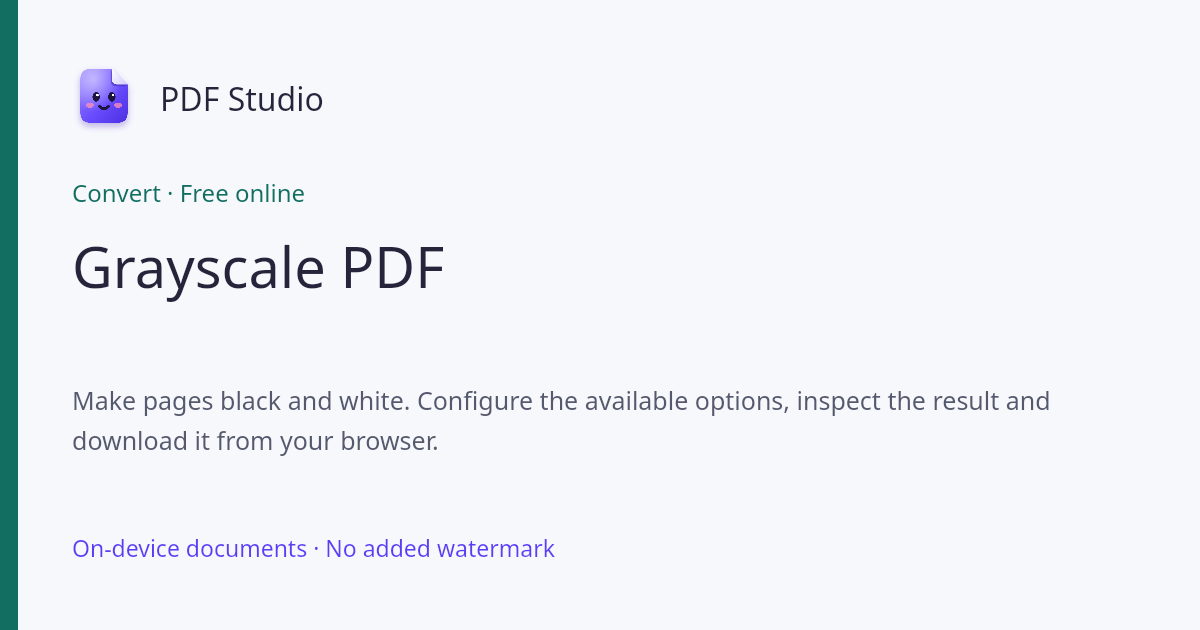 PDF Studio
Convert · Free online
Grayscale PDF
Make pages black and white. Configure the available options, inspect the result and
download it from your browser.
On-device documents · No added watermark